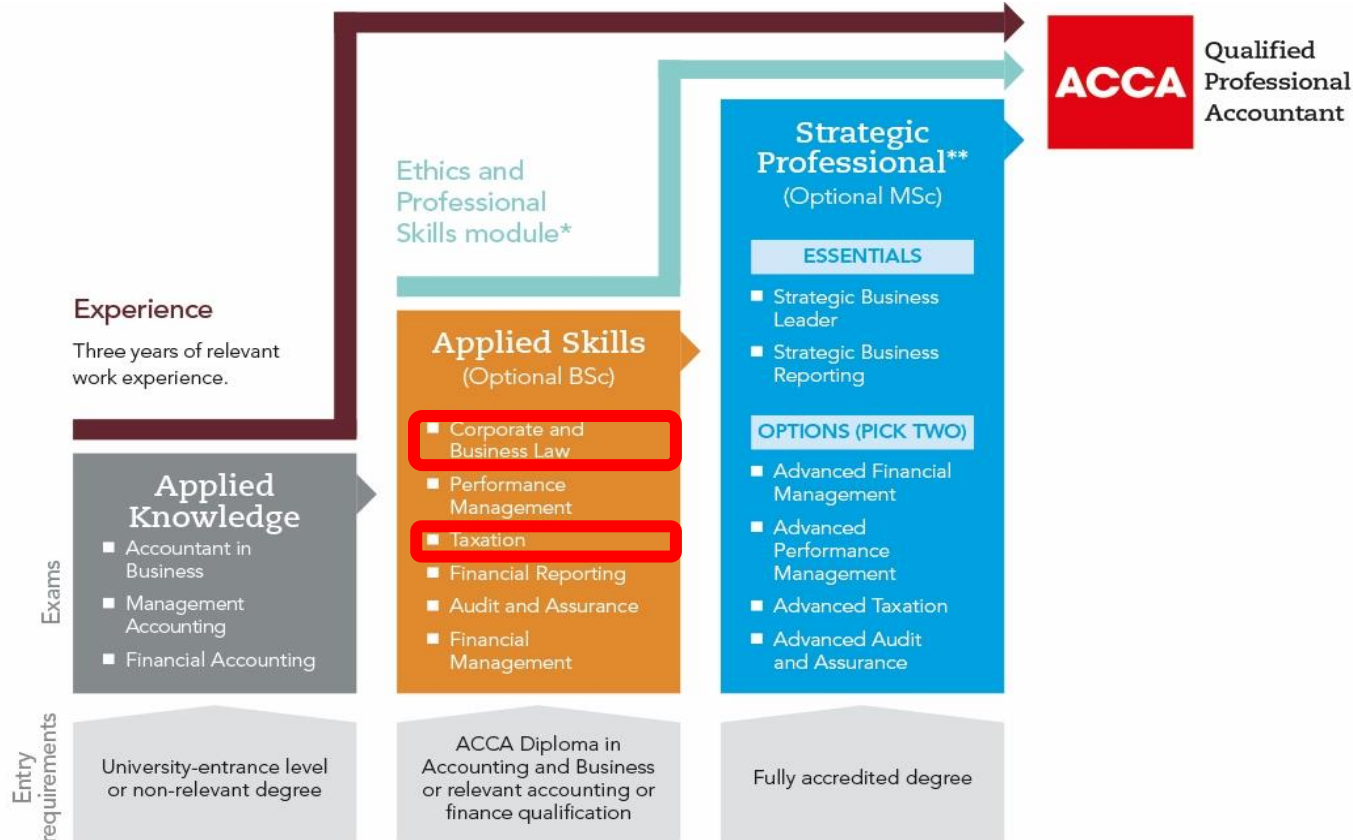 ACCA
Qualified
Professional
Accountant
Strategic
Professional**
(Optional MSc)
ESSENTIALS
Strategic Business
Leader
Strategic Business
Reporting
OPTIONS (PICK TWO)
Advanced Financial
Management
Advanced
Performance
Management
Advanced Taxation
Advanced Audit
and Assurance
Ethics and
Professional
Skills module*
Applied Skills
(Optional BSc)
Corporate and
Business Law
Performance
Management
Taxation
Financial Reporting
Audit and Assurance
Financial
Management
Experience
Three years of relevant
work experience.
Applied
Knowledge
Accountant in
Business
Management
Accounting
Financial Accounting
Exams
Entry
requirements
University-entrance level
or non-relevant degree
ACCA Diploma in
Accounting and Business
or relevant accounting or
finance qualification
Fully accredited degree